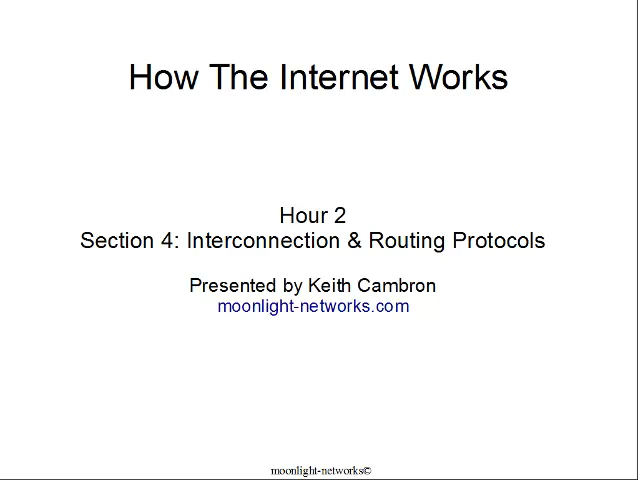 How The Internet Works
Hour 2
Section 4: Interconnection & Routing Protocols
Presented by Keith Cambron
moonlight-networks.com
moonlight-networks©